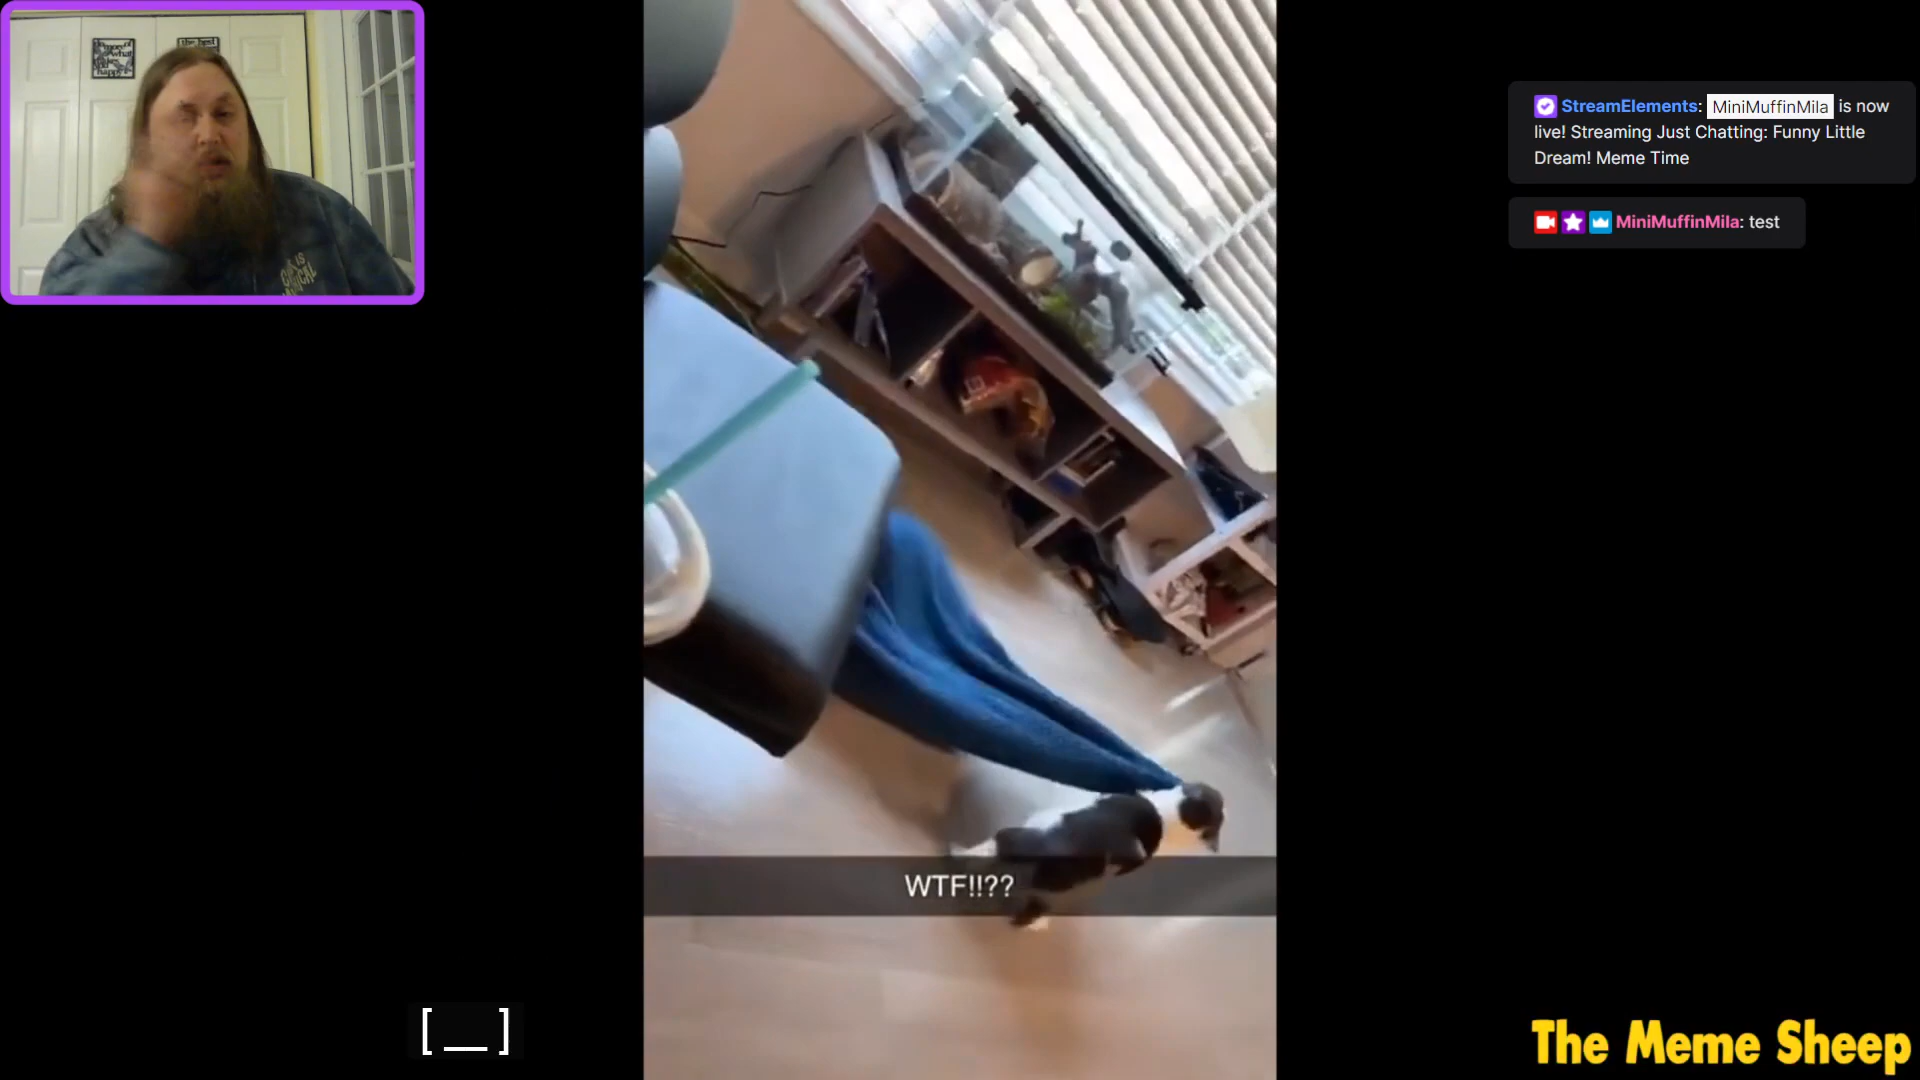 StreamElements: MiniMuffinMila is now
live! Streaming Just Chatting: Funny Little
Dream! Meme Time
MiniMuffinMila: test
WTF!!??
[__]
The Meme Sheep